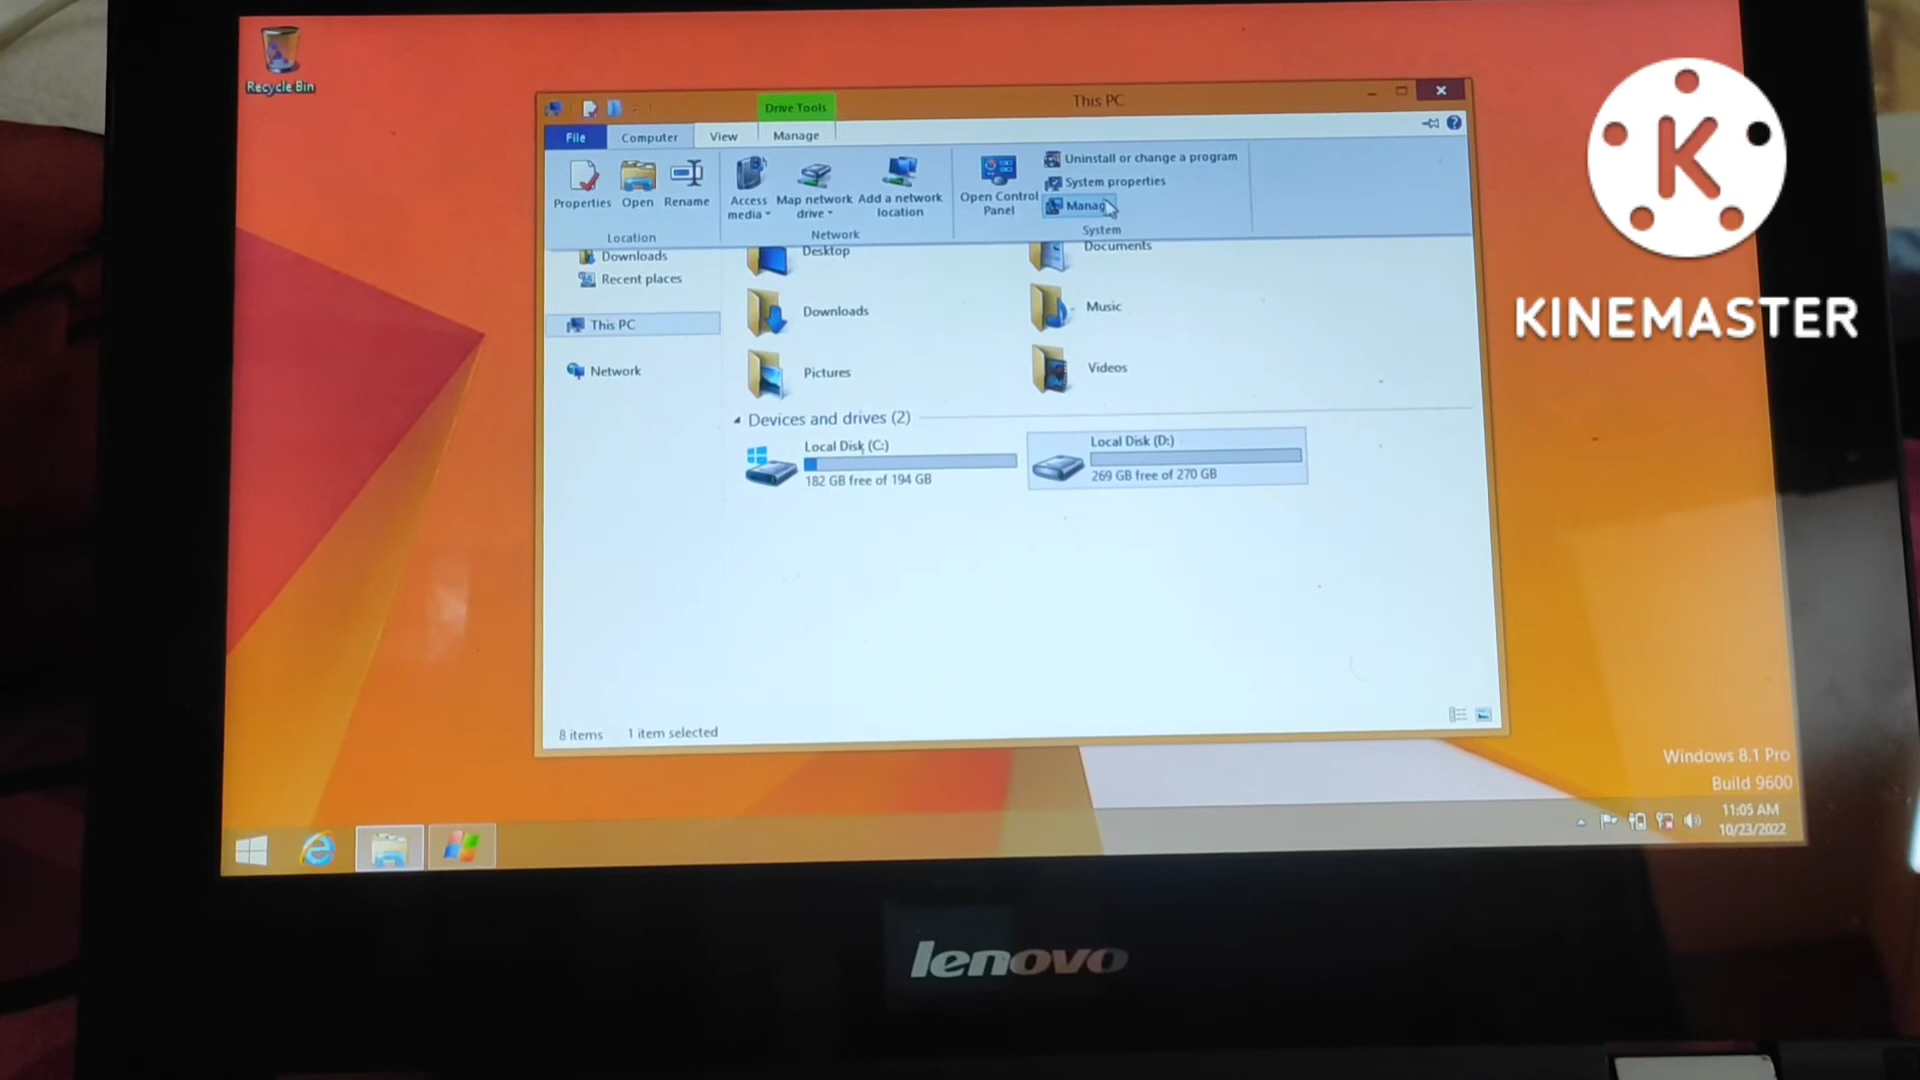 Recycle Bin
Drive Tools
This PC
File
Computer
View
Manage
Properties
Open
Rename
Access media
Map network drive
Add a network location
Open Control Panel
Uninstall or change a program
System properties
Manag
Location
Network
System
Downloads
Recent places
This PC
Network
Desktop
Documents
Downloads
Music
Pictures
Videos
Devices and drives (2)
Local Disk (C:)
182 GB free of 194 GB
Local Disk (D:)
269 GB free of 270 GB
8 items
1 item selected
Windows 8.1 Pro
Build 9600
11:05 AM
10/23/2022
lenovo
K
KINEMASTER